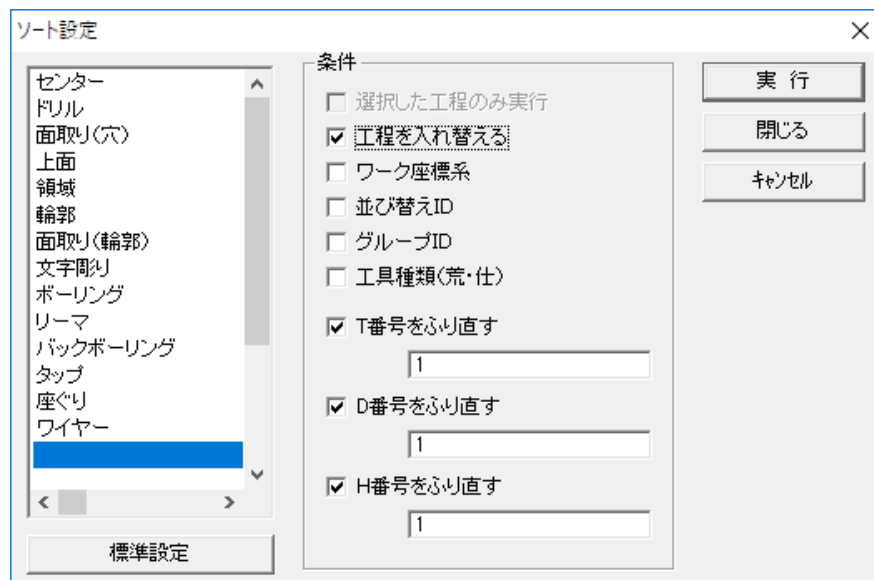 ソート設定
センター
ドリル
面取り(穴)
上面
領域
輪郭
面取り(輪郭)
文字彫り
ボーリング
リーマ
バックボーリング
タップ
座ぐり
ワイヤー
標準設定
条件
選択した工程のみ実行
工程を入れ替える
ワーク座標系
並び替えID
グループID
工具種類(荒・仕)
T番号をふり直す
1
D番号をふり直す
1
H番号をふり直す
1
実 行
閉じる
キャンセル